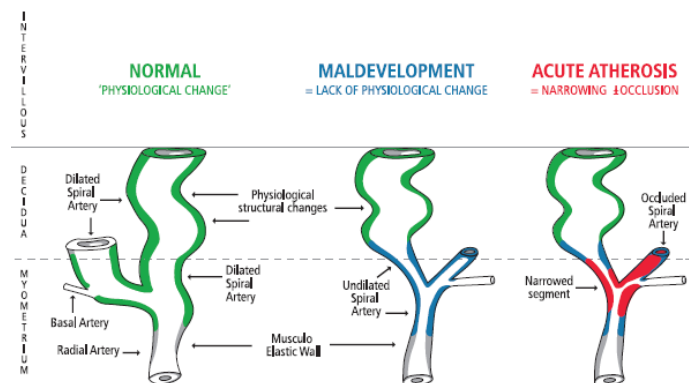 INTERVILLOUS
NORMAL
'PHYSIOLOGICAL CHANGE'
MALDEVELOPMENT
= LACK OF PHYSIOLOGICAL CHANGE
ACUTE ATHEROSIS
= NARROWING ±OCCLUSION
DECIDUA
Dilated
Spiral
Artery
Physiological
structural changes
Occluded
Spiral
Artery
MYOMETRIUM
Dilated
Spiral
Artery
Undilated
Spiral
Artery
Narrowed
segment
Basal Artery
Radial Artery
Musculo
Elastic Wall